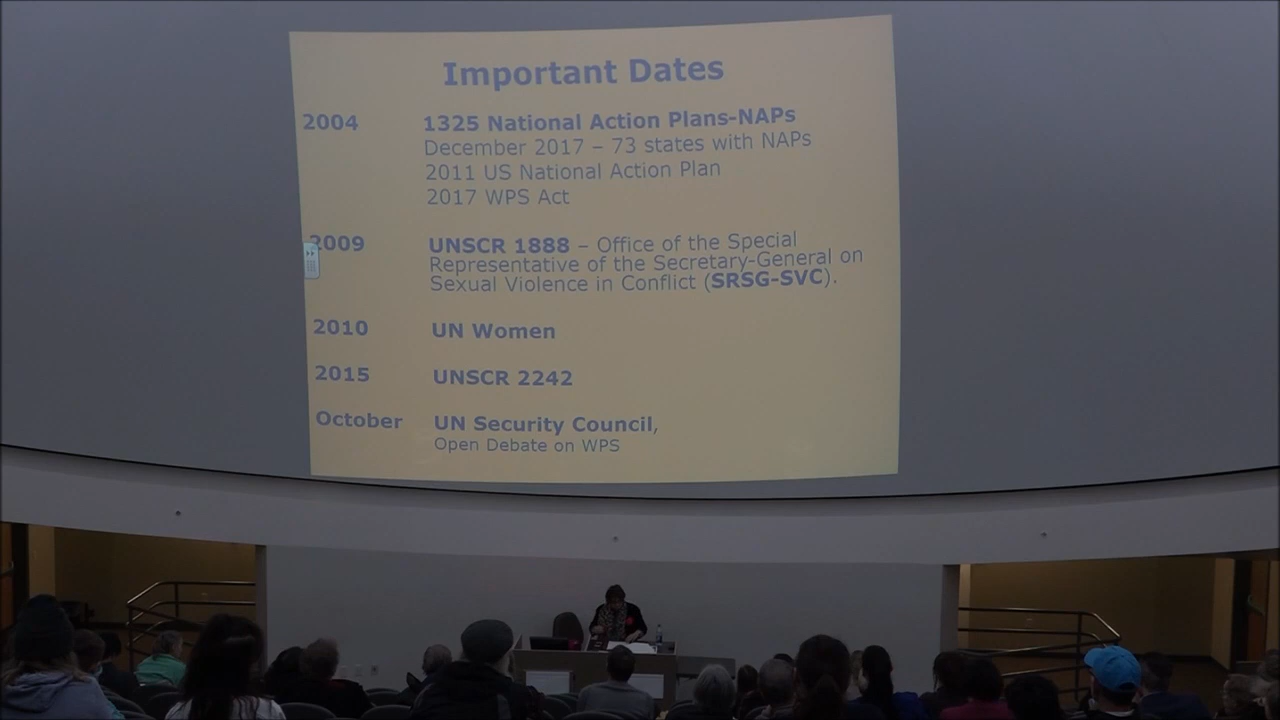 Important Dates
2004 1325 National Action Plans-NAPs
December 2017 – 73 states with NAPs
2011 US National Action Plan
2017 WPS Act
2009 UNSCR 1888 – Office of the Special
Representative of the Secretary-General on
Sexual Violence in Conflict (SRSG-SVC).
2010 UN Women
2015 UNSCR 2242
October UN Security Council,
Open Debate on WPS